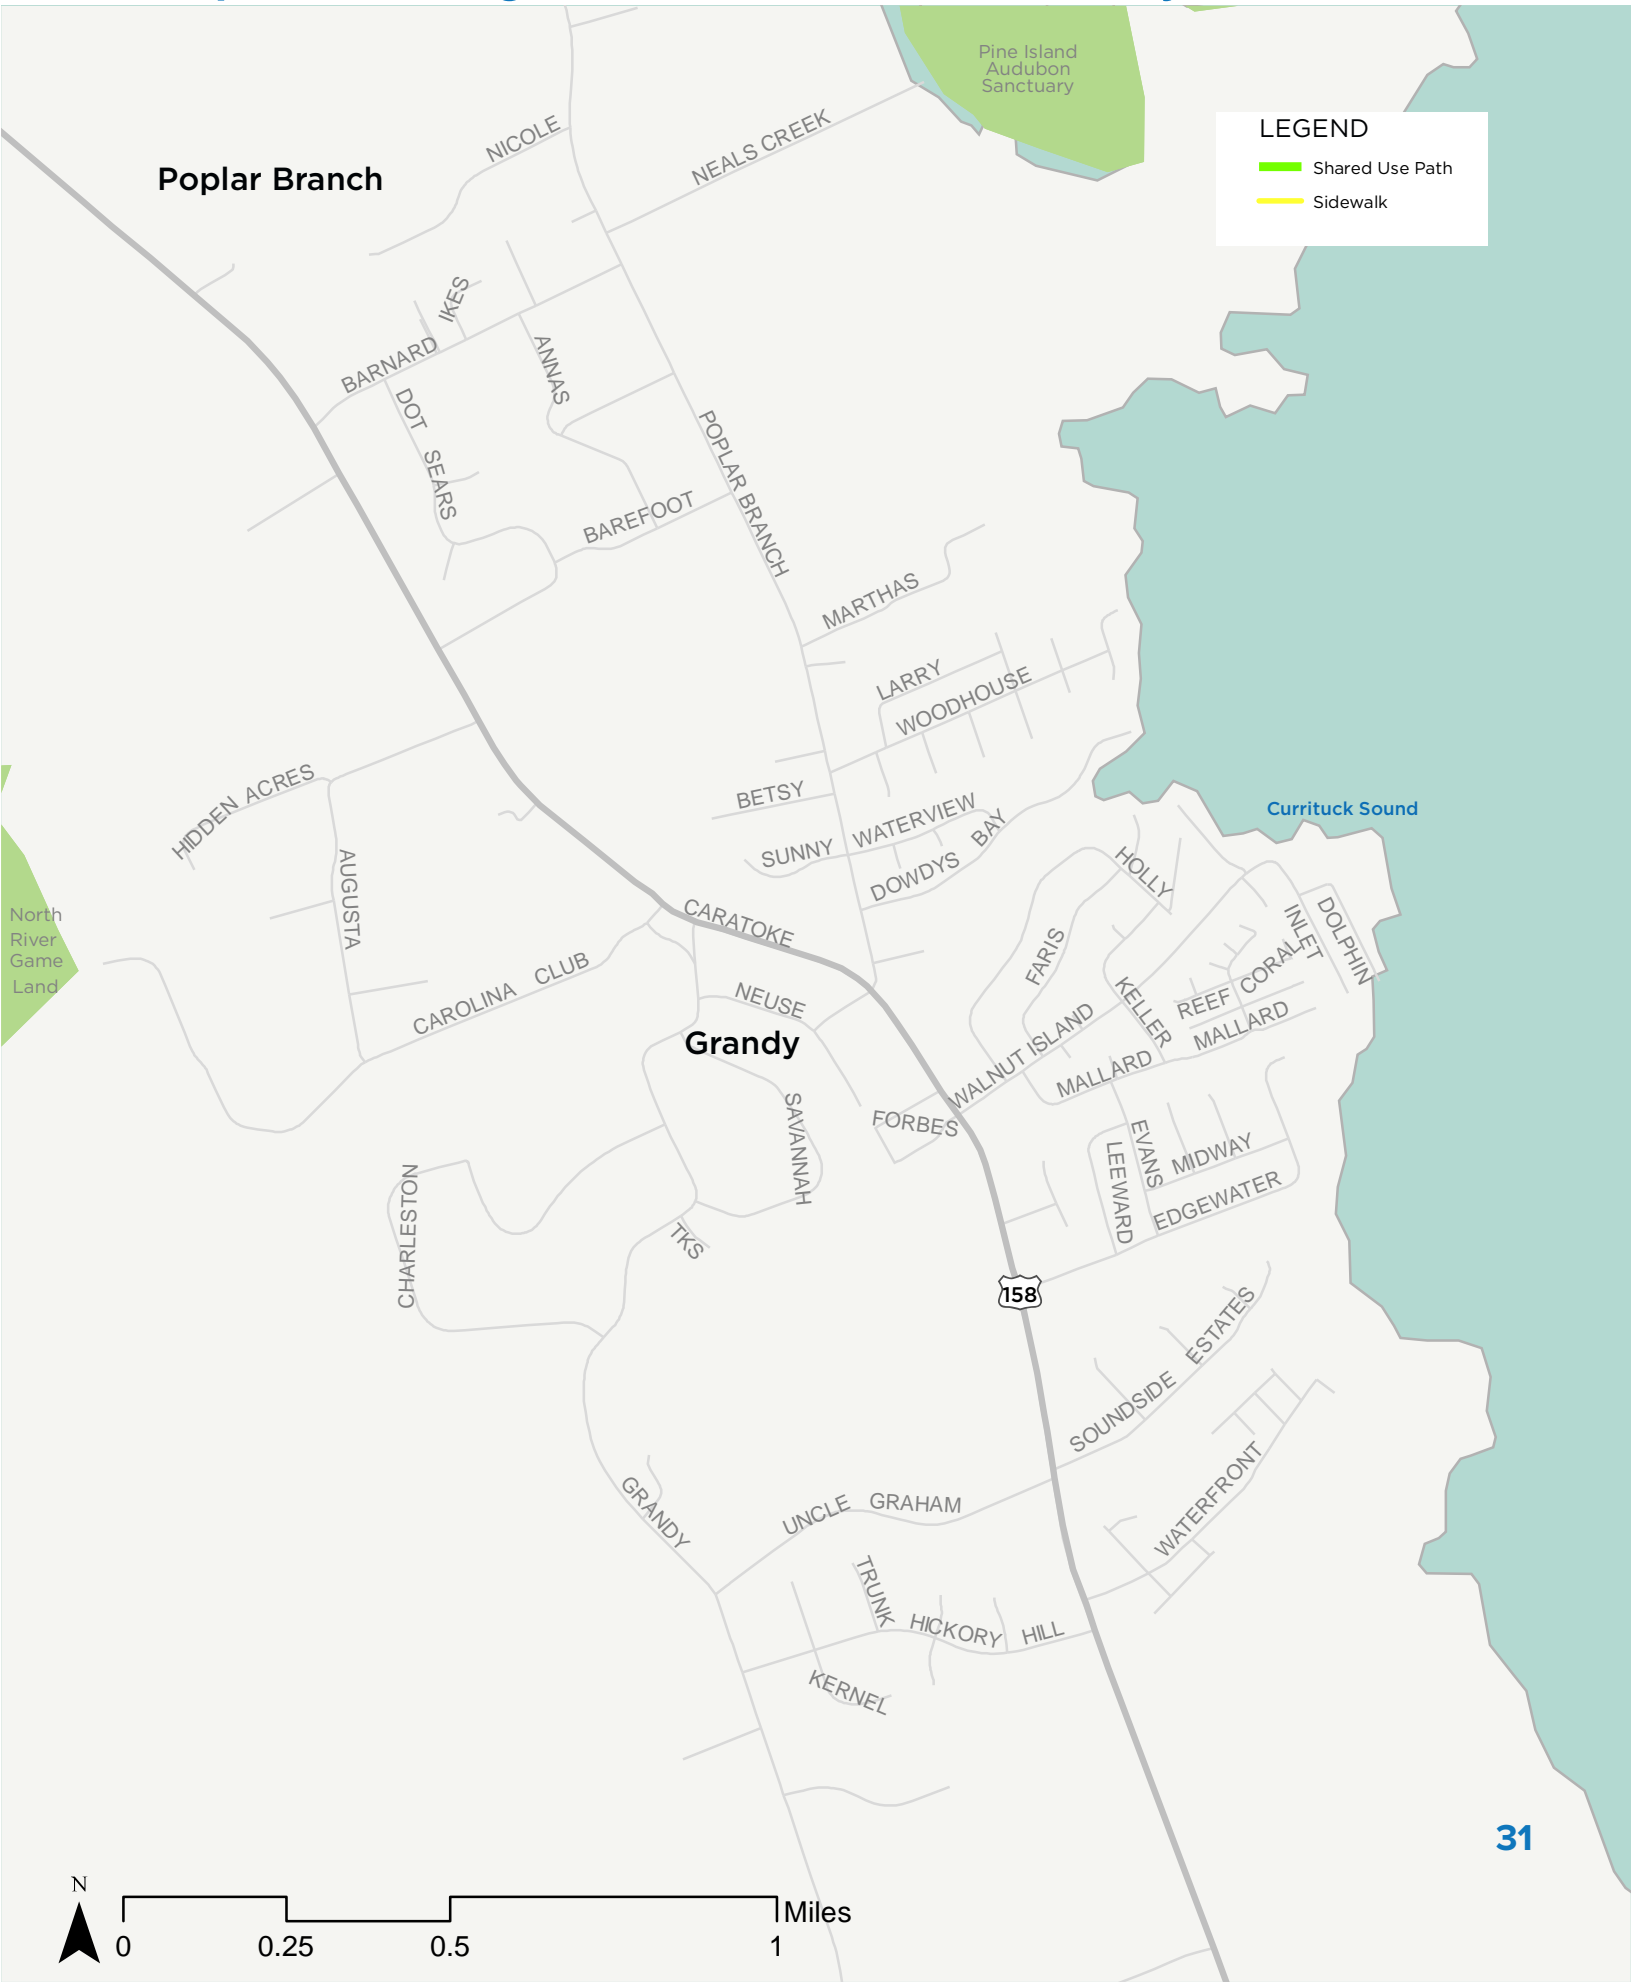 Pine Island
Audubon
Sanctuary
LEGEND
Shared Use Path
Sidewalk
NICOLE
NEALS CREEK
Poplar Branch
IKES
BARNARD
ANNAS
DOT SEARS
POPLAR BRANCH
BAREFOOT
MARTHAS
LARRY
WOODHOUSE
HIDDEN ACRES
BETSY
SUNNY
WATERVIEW
DOWDYS BAY
Currituck Sound
HOLLY
AUGUSTA
CARATOKE
INLET
DOLPHIN
North
River
Game
Land
FARIS
CAROLINA CLUB
REEF
CORAL
KELLER
NEUSE
Grandy
WALNUT ISLAND
MALLARD
MALLARD
SAVANNAH
FORBES
EVANS
LEEWARD
MIDWAY
EDGEWATER
CHARLESTON
TKS
158
SOUNDSIDE ESTATES
GRANDY
UNCLE GRAHAM
WATERFRONT
TRUNK
HICKORY HILL
KERNEL
31
N
Miles
0 0.25 0.5 1